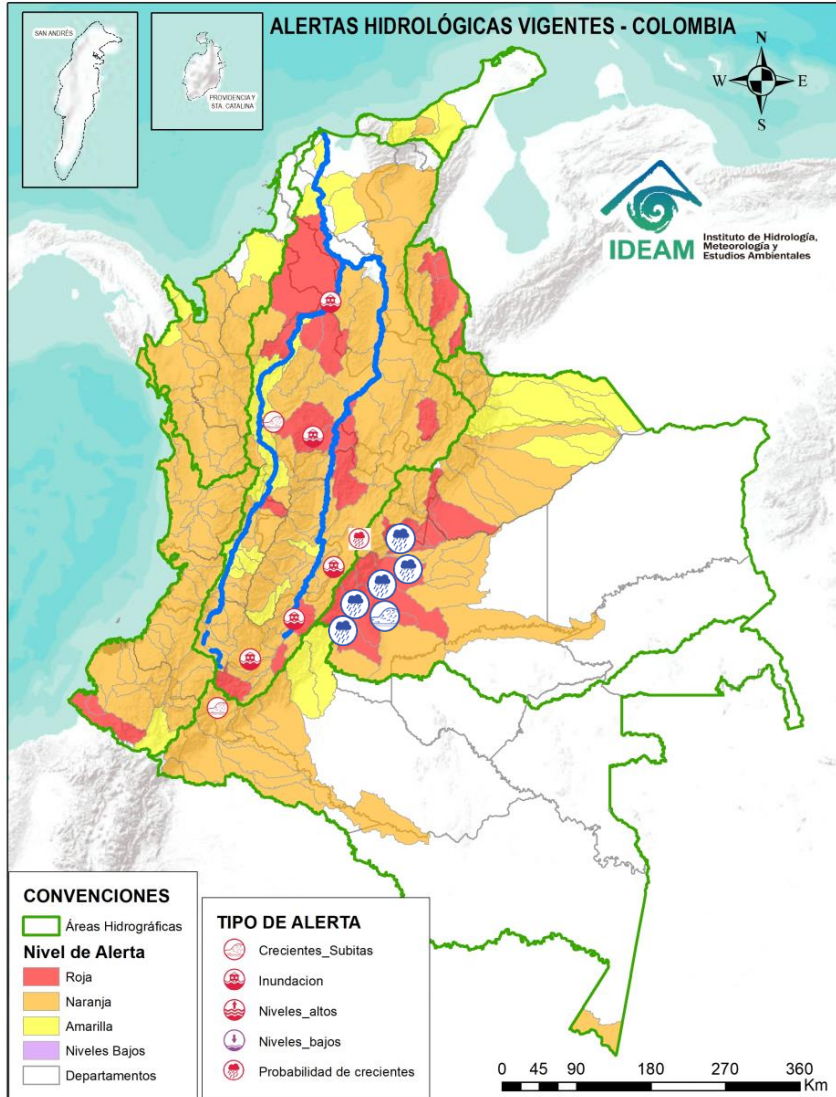 ALERTAS HIDROLÓGICAS VIGENTES - COLOMBIA
SAN ANDRÉS
PROVIDENCIA Y
STA. CATALINA
N
W
E
S
IDEAM
Instituto de Hidrología,
Meteorología y
Estudios Ambientales
CONVENCIONES
Áreas Hidrográficas
Nivel de Alerta
Roja
Naranja
Amarilla
Niveles Bajos
Departamentos
TIPO DE ALERTA
Crecientes_Subitas
Inundacion
Niveles_altos
Niveles_bajos
Probabilidad de crecientes
0 45 90 180 270 360
Km